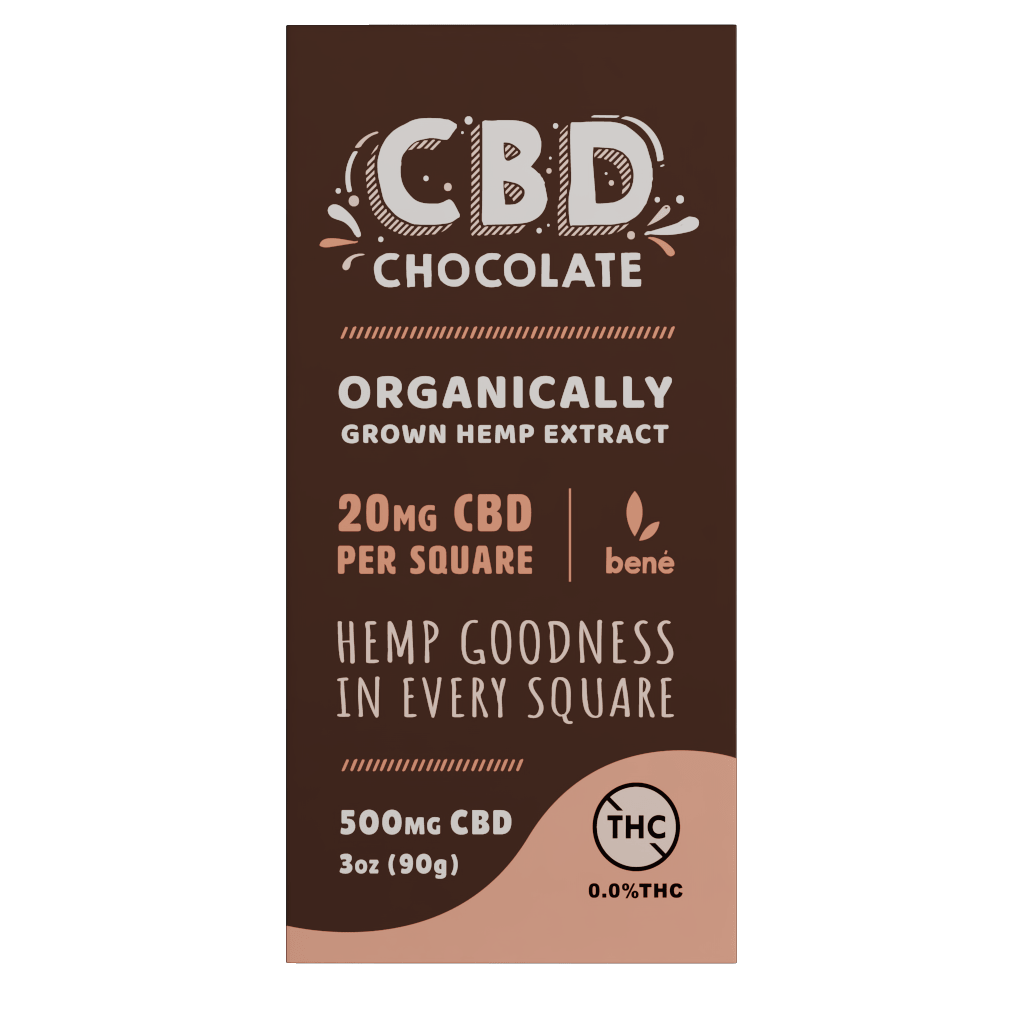 CBD
CHOCOLATE
ORGANICALLY
GROWN HEMP EXTRACT
20MG CBD
PER SQUARE
bené
HEMP GOODNESS
IN EVERY SQUARE
500MG CBD
3oz (90g)
THC
0.0%THC